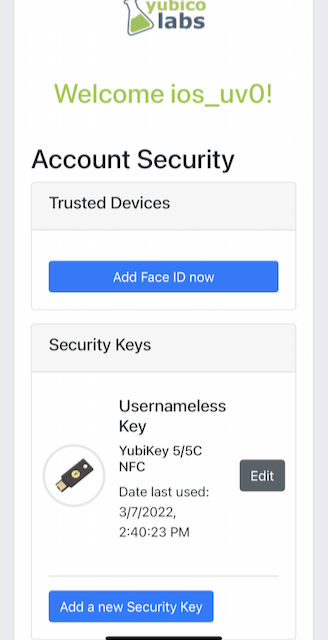 yubico
labs
Welcome ios_uv0!
Account Security
Trusted Devices
Add Face ID now
Security Keys
Usernameless
Key
YubiKey 5/5C
NFC
Edit
Date last used:
3/7/2022,
2:40:23 PM
Add a new Security Key